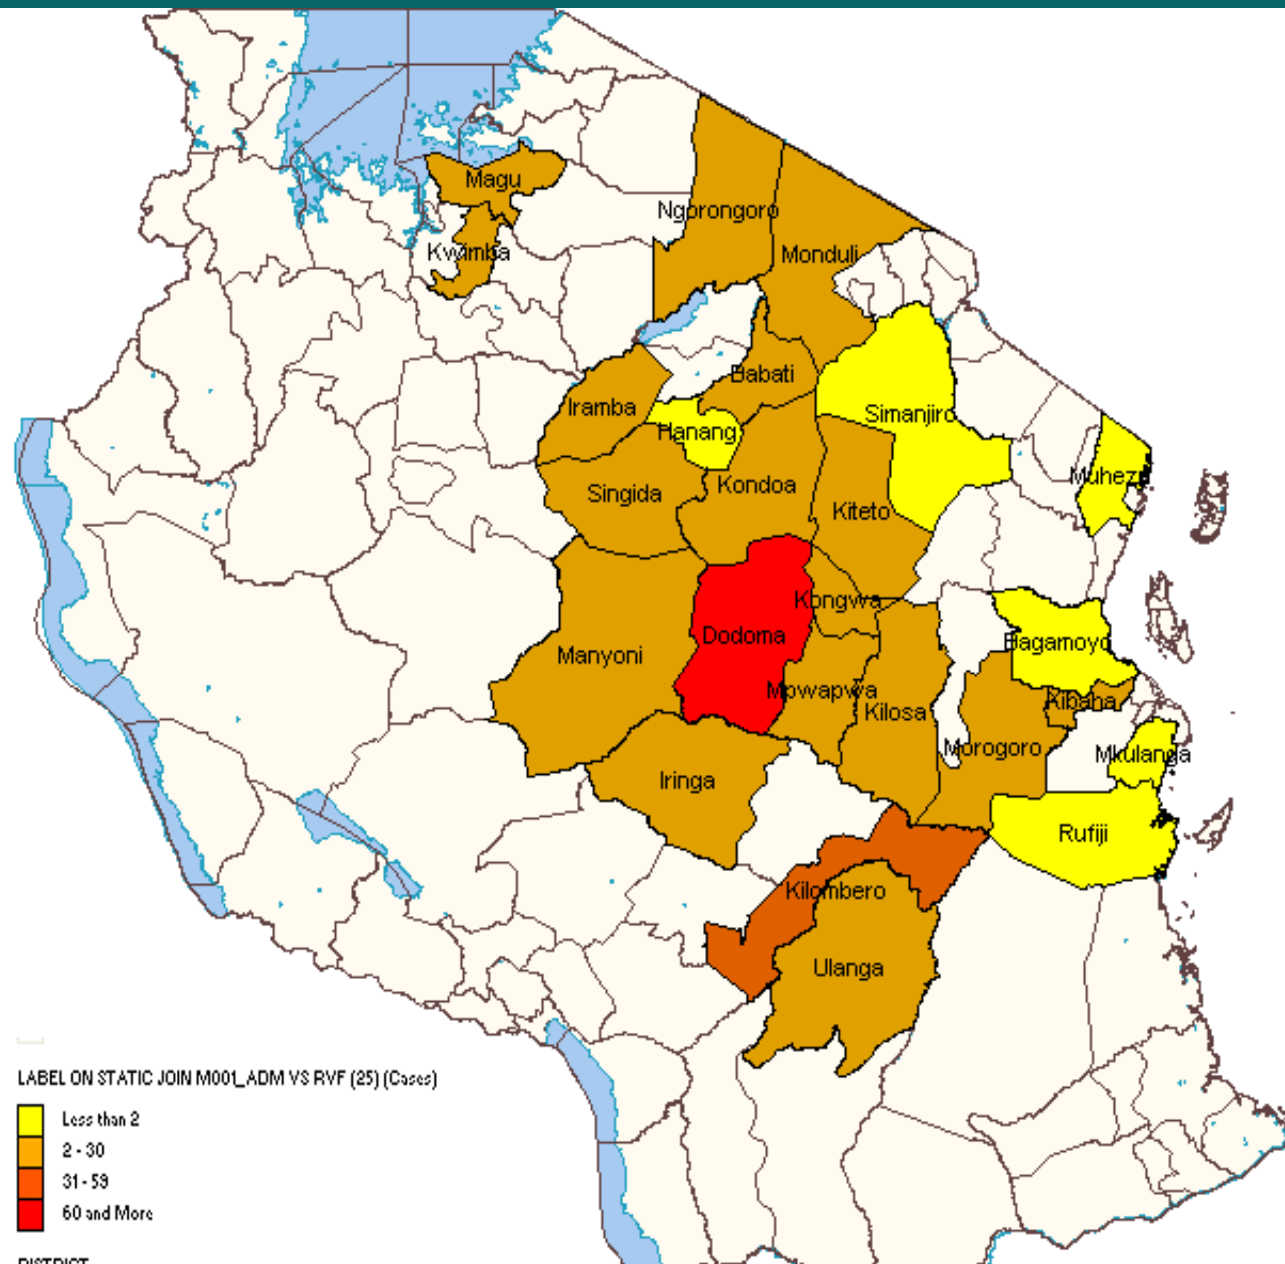 Magu
Ngorongoro
Kwimba
Monduli
Babati
Iramba
Simanjiro
Hanang
Muheza
Kondoa
Singida
Kiteto
Kongwa
Dodoma
Bagamoyo
Manyoni
Mpwapwa
Kibaha
Kilosa
Morogoro
Mkulanga
Iringa
Rufiji
Kilombero
Ulanga
LABEL ON STATIC JOIN M001_ADM VS RVF (25) (Cases)
Less than 2
2 - 30
31 - 59
60 and More
DISTRICT